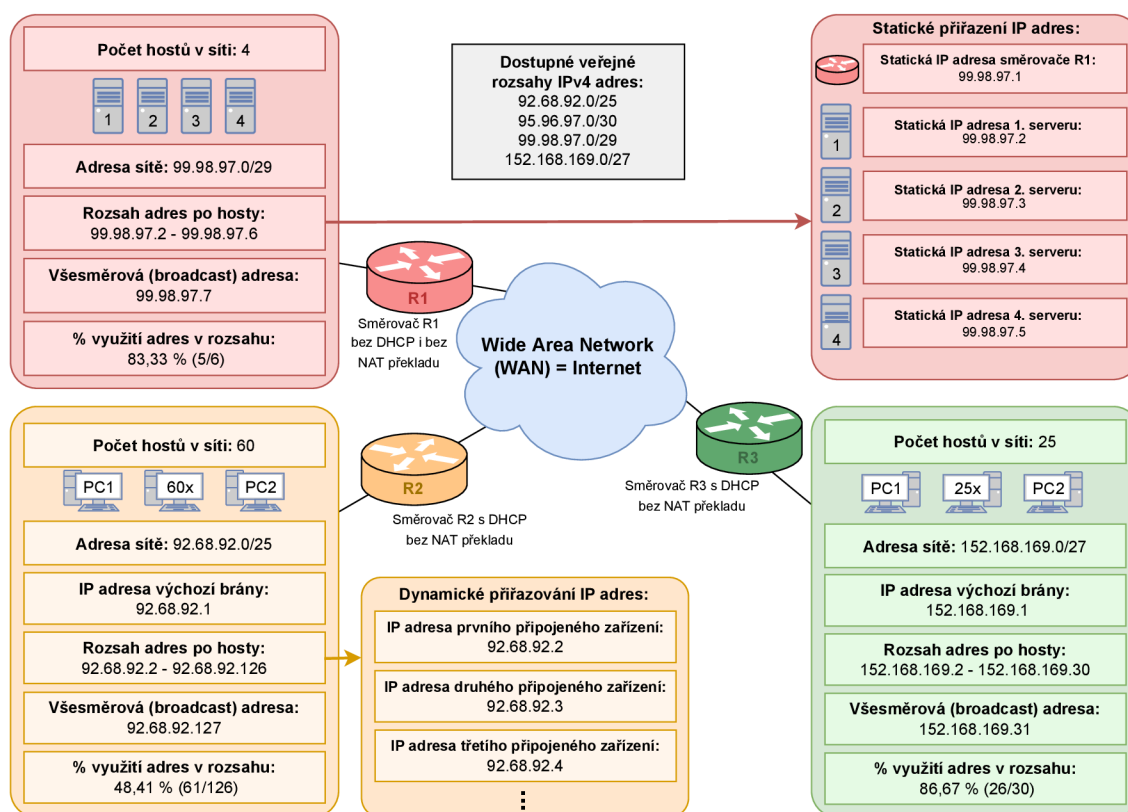 Počet hostů v síti: 4
1
2
3
4
Adresa sítě: 99.98.97.0/29
Rozsah adres po hosty:
99.98.97.2 - 99.98.97.6
Všesměrová (broadcast) adresa:
99.98.97.7
% využití adres v rozsahu:
83,33 % (5/6)
Dostupné veřejné
rozsahy IPv4 adres:
92.68.92.0/25
95.96.97.0/30
99.98.97.0/29
152.168.169.0/27
Statické přiřazení IP adres:
Statická IP adresa směrovače R1:
99.98.97.1
1
Statická IP adresa 1. serveru:
99.98.97.2
2
Statická IP adresa 2. serveru:
99.98.97.3
3
Statická IP adresa 3. serveru:
99.98.97.4
4
Statická IP adresa 4. serveru:
99.98.97.5
R1
Směrovač R1
bez DHCP i bez
NAT překladu
Wide Area Network
(WAN) = Internet
R2
Směrovač R2 s DHCP
bez NAT překladu
R3
Směrovač R3 s DHCP
bez NAT překladu
Počet hostů v síti: 60
PC1
60x
PC2
Adresa sítě: 92.68.92.0/25
IP adresa výchozí brány:
92.68.92.1
Rozsah adres po hosty:
92.68.92.2 - 92.68.92.126
Všesměrová (broadcast) adresa:
92.68.92.127
% využití adres v rozsahu:
48,41 % (61/126)
Dynamické přiřazování IP adres:
IP adresa prvního připojeného zařízení:
92.68.92.2
IP adresa druhého připojeného zařízení:
92.68.92.3
IP adresa třetího připojeného zařízení:
92.68.92.4
⋮
Počet hostů v síti: 25
PC1
25x
PC2
Adresa sítě: 152.168.169.0/27
IP adresa výchozí brány:
152.168.169.1
Rozsah adres po hosty:
152.168.169.2 - 152.168.169.30
Všesměrová (broadcast) adresa:
152.168.169.31
% využití adres v rozsahu:
86,67 % (26/30)